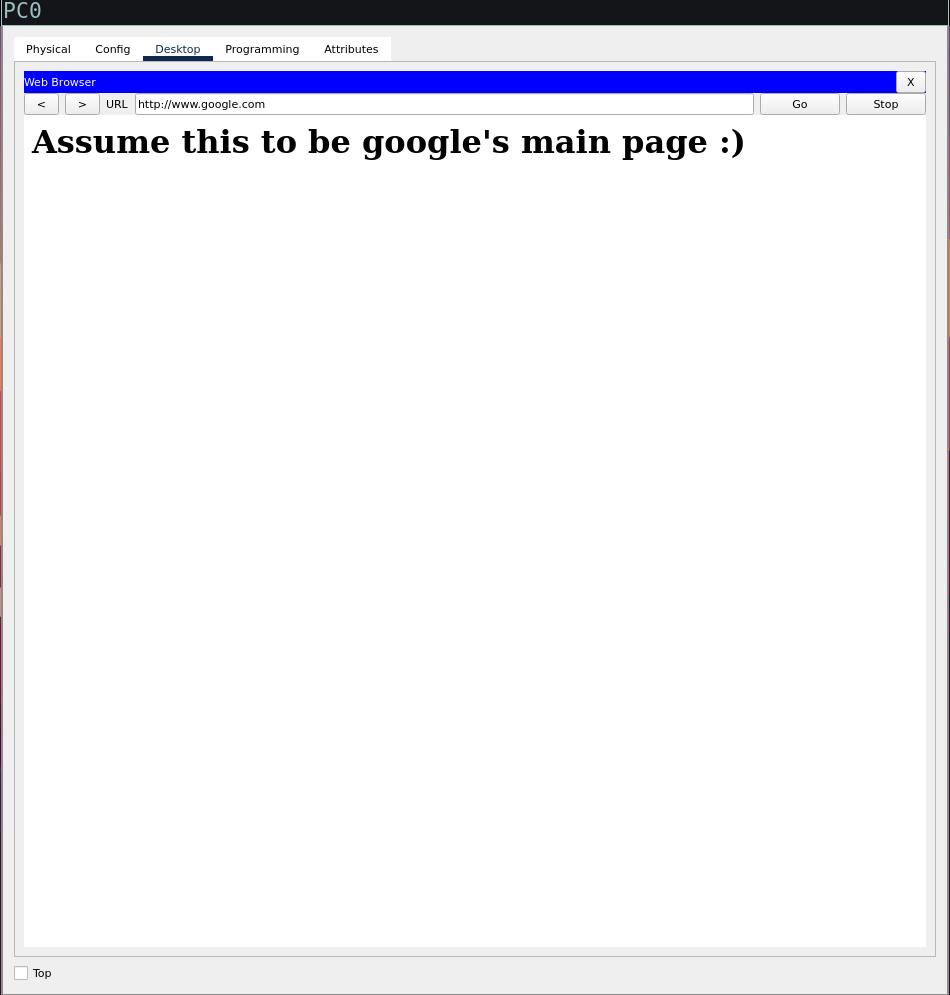 PC0
Physical Config Desktop Programming Attributes
Web Browser X
< > URL http://www.google.com Go Stop
Assume this to be google's main page :)
Top